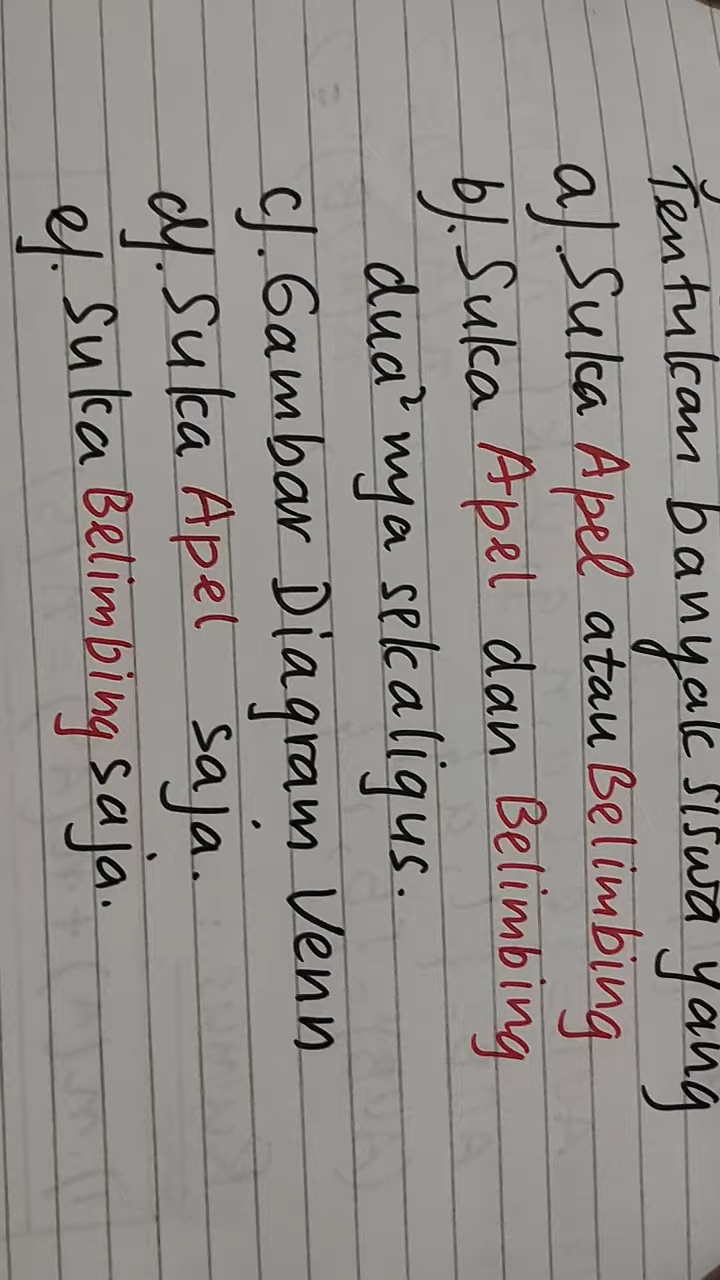 Tentukan banyak siswa yang
a). Suka Apel atau Belimbing
b). Suka Apel dan Belimbing
dua²nya sekaligus.
c). Gambar Diagram Venn
d). Suka Apel saja.
e). Suka Belimbing saja.